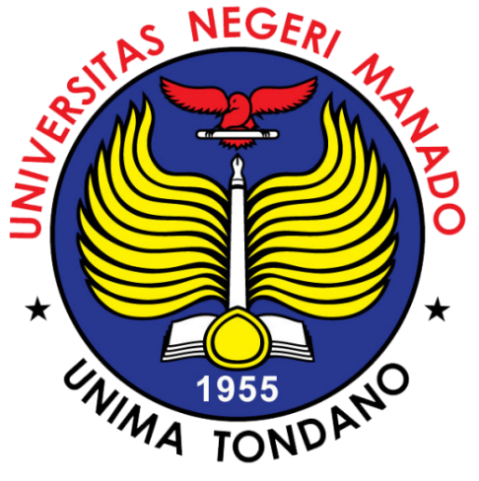 UNIVERSITAS NEGERI MANADO
1955
UNIMA TONDANO